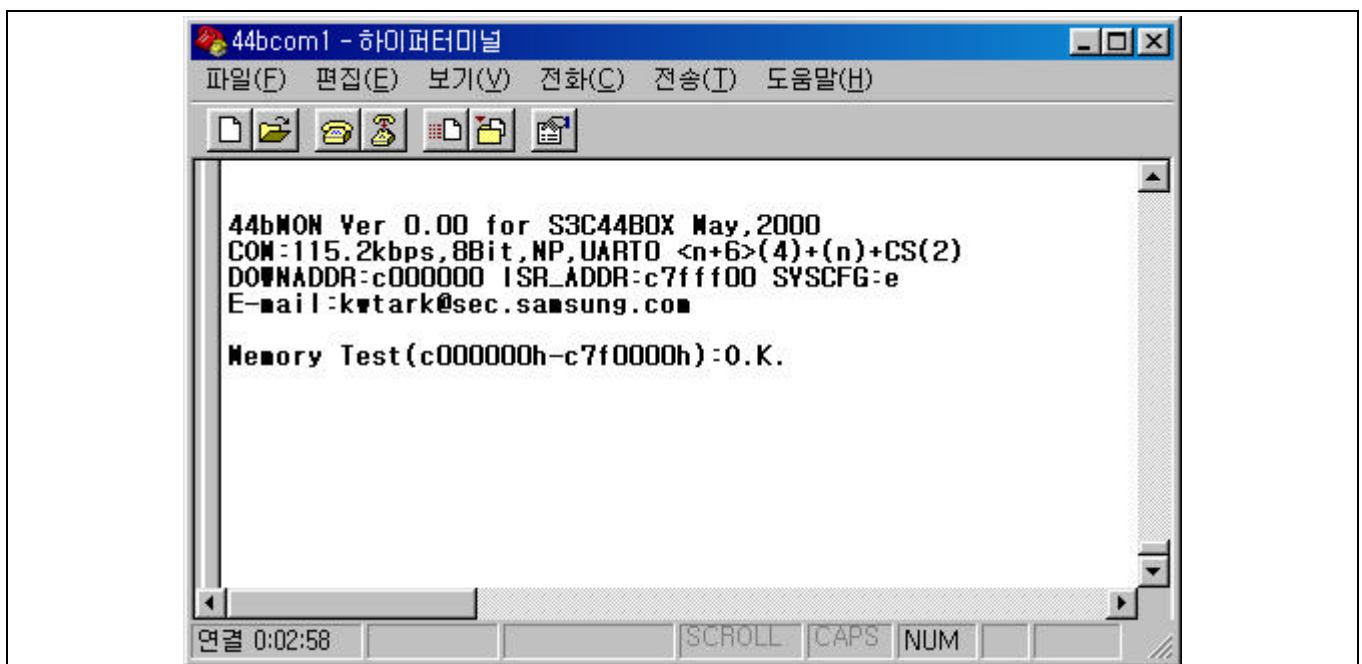 44bcom1 - 하이퍼터미널
파일(F) 편집(E) 보기(V) 전화(C) 전송(T) 도움말(H)
44bMON Ver 0.00 for S3C44B0X May,2000
COM:115.2kbps,8Bit,NP,UART0 <n+6>(4)+(n)+CS(2)
DOWNADDR:c000000 ISR_ADDR:c7fff00 SYSCFG:e
E-mail:kwtark@sec.samsung.com
Memory Test(c000000h-c7f0000h):O.K.
연결 0:02:58 SCROLL CAPS NUM